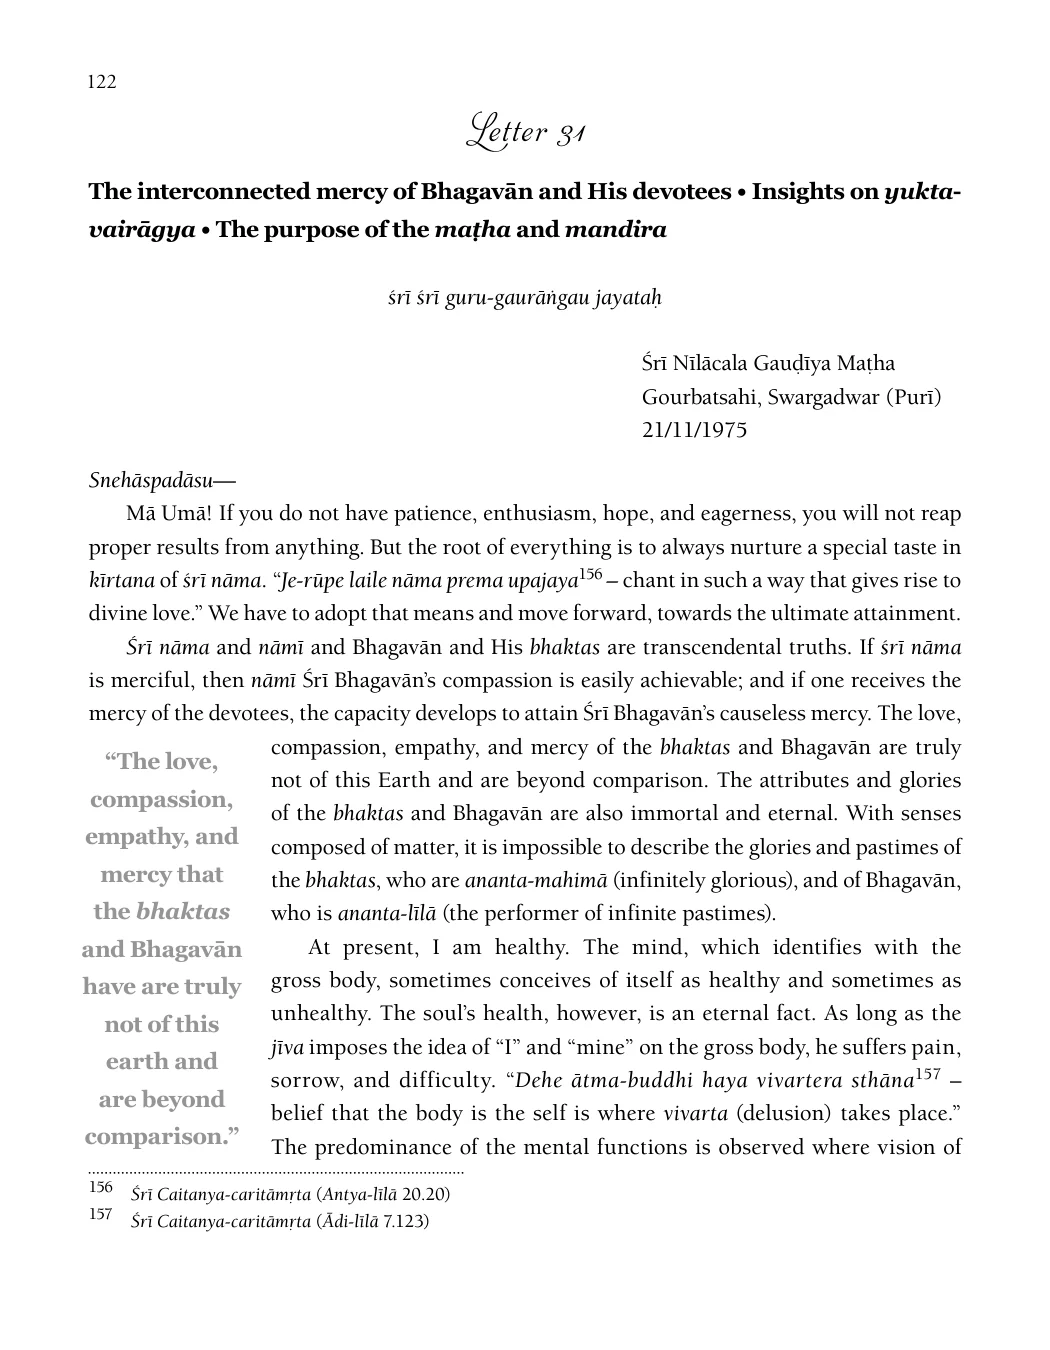 122
Letter 31
The interconnected mercy of Bhagavān and His devotees • Insights on yukta-
vairāgya • The purpose of the maṭha and mandira
śrī śrī guru-gaurāṅgau jayataḥ
Śrī Nīlācala Gauḍīya Maṭha
Gourbatsahi, Swargadwar (Purī)
21/11/1975
Snehāspadāsu—
Mā Umā! If you do not have patience, enthusiasm, hope, and eagerness, you will not reap
proper results from anything. But the root of everything is to always nurture a special taste in
kīrtana of śrī nāma. “Je-rūpe laile nāma prema upajaya156 – chant in such a way that gives rise to
divine love.” We have to adopt that means and move forward, towards the ultimate attainment.
Śrī nāma and nāmī and Bhagavān and His bhaktas are transcendental truths. If śrī nāma
is merciful, then nāmī Śrī Bhagavān’s compassion is easily achievable; and if one receives the
mercy of the devotees, the capacity develops to attain Śrī Bhagavān’s causeless mercy. The love,
compassion, empathy, and mercy of the bhaktas and Bhagavān are truly
not of this Earth and are beyond comparison. The attributes and glories
of the bhaktas and Bhagavān are also immortal and eternal. With senses
composed of matter, it is impossible to describe the glories and pastimes of
the bhaktas, who are ananta-mahimā (infinitely glorious), and of Bhagavān,
who is ananta-līlā (the performer of infinite pastimes).
At present, I am healthy. The mind, which identifies with the
gross body, sometimes conceives of itself as healthy and sometimes as
unhealthy. The soul’s health, however, is an eternal fact. As long as the
jīva imposes the idea of “I” and “mine” on the gross body, he suffers pain,
sorrow, and difficulty. “Dehe ātma-buddhi haya vivartera sthāna157 –
belief that the body is the self is where vivarta (delusion) takes place.”
The predominance of the mental functions is observed where vision of
“The love,
compassion,
empathy, and
mercy that
the bhaktas
and Bhagavān
have are truly
not of this
earth and
are beyond
comparison.”
156 Śrī Caitanya-caritāmṛta (Antya-līlā 20.20)
157 Śrī Caitanya-caritāmṛta (Ādi-līlā 7.123)